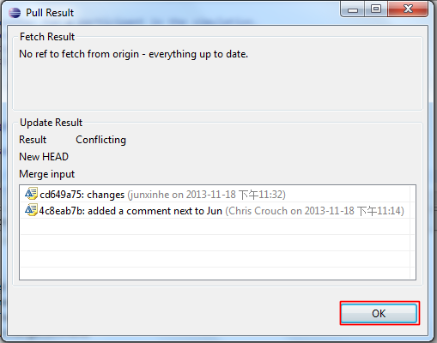 Pull Result
Fetch Result
No ref to fetch from origin - everything up to date.
Update Result
Result Conflicting
New HEAD
Merge input
cd649a75: changes (junxinhe on 2013-11-18 下午11:32)
4c8eab7b: added a comment next to Jun (Chris Crouch on 2013-11-18 下午11:14)
OK